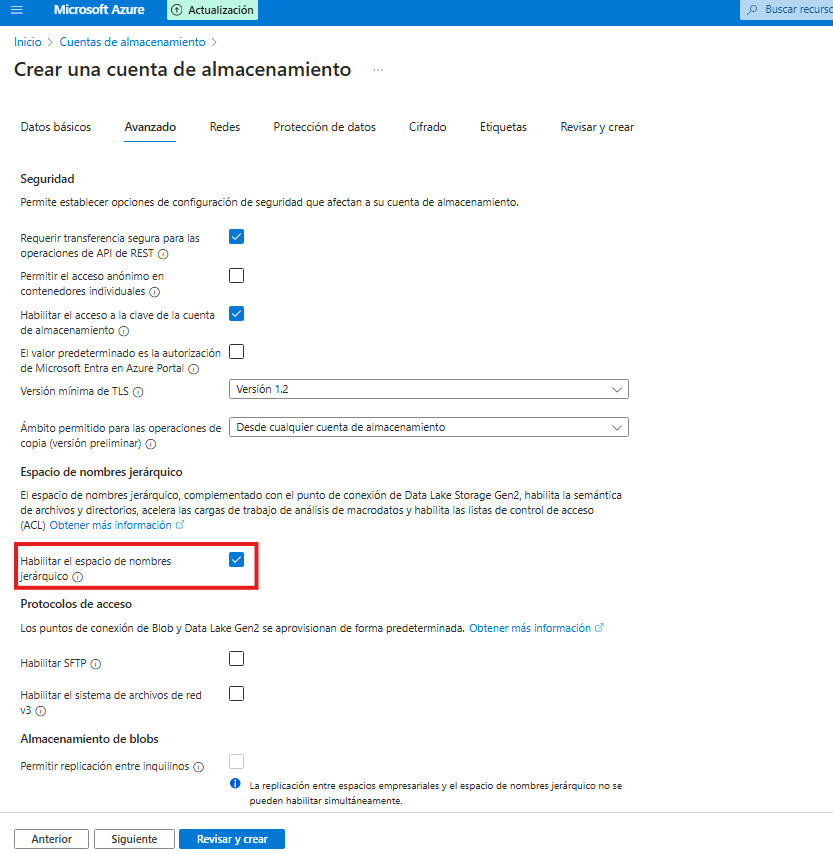 Microsoft Azure
Actualización
Buscar recurso
Inicio > Cuentas de almacenamiento >
Crear una cuenta de almacenamiento ...
Datos básicos Avanzado Redes Protección de datos Cifrado Etiquetas Revisar y crear
Seguridad
Permite establecer opciones de configuración de seguridad que afectan a su cuenta de almacenamiento.
Requerir transferencia segura para las
operaciones de API de REST
Permitir el acceso anónimo en
contenedores individuales
Habilitar el acceso a la clave de la cuenta
de almacenamiento
El valor predeterminado es la autorización
de Microsoft Entra en Azure Portal
Versión mínima de TLS
Versión 1.2
Ámbito permitido para las operaciones de
copia (versión preliminar)
Desde cualquier cuenta de almacenamiento
Espacio de nombres jerárquico
El espacio de nombres jerárquico, complementado con el punto de conexión de Data Lake Storage Gen2, habilita la semántica
de archivos y directorios, acelera las cargas de trabajo de análisis de macrodatos y habilita las listas de control de acceso
(ACL) Obtener más información
Habilitar el espacio de nombres
jerárquico
Protocolos de acceso
Los puntos de conexión de Blob y Data Lake Gen2 se aprovisionan de forma predeterminada. Obtener más información
Habilitar SFTP
Habilitar el sistema de archivos de red
v3
Almacenamiento de blobs
Permitir replicación entre inquilinos
La replicación entre espacios empresariales y el espacio de nombres jerárquico no se
pueden habilitar simultáneamente.
Anterior Siguiente Revisar y crear